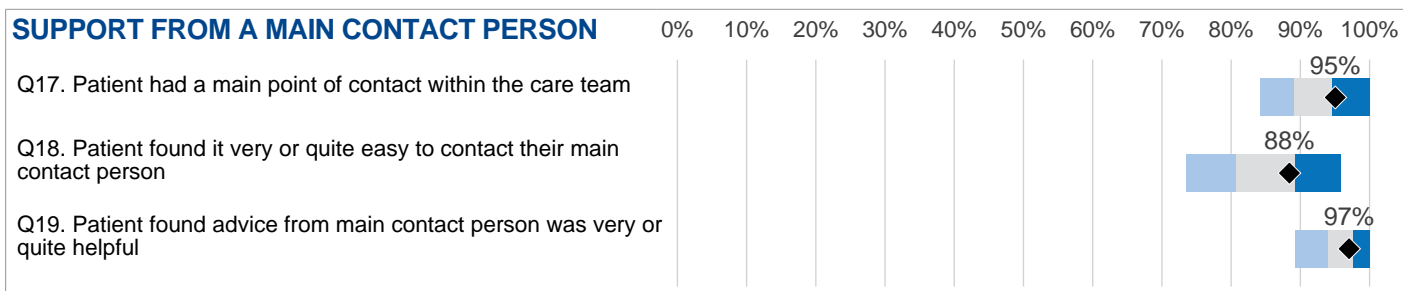 SUPPORT FROM A MAIN CONTACT PERSON 0% 10% 20% 30% 40% 50% 60% 70% 80% 90% 100%
Q17. Patient had a main point of contact within the care team 95%
Q18. Patient found it very or quite easy to contact their main
contact person
88%
Q19. Patient found advice from main contact person was very or
quite helpful
97%